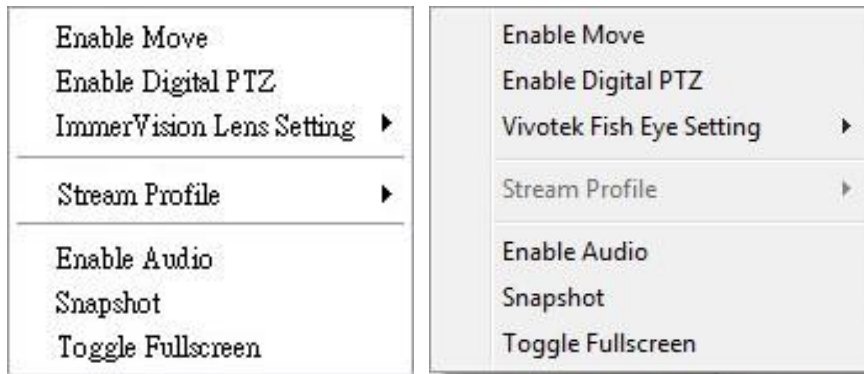 Enable Move
Enable Digital PTZ
ImmerVision Lens Setting
Stream Profile
Enable Audio
Snapshot
Toggle Fullscreen
Enable Move
Enable Digital PTZ
Vivotek Fish Eye Setting
Stream Profile
Enable Audio
Snapshot
Toggle Fullscreen